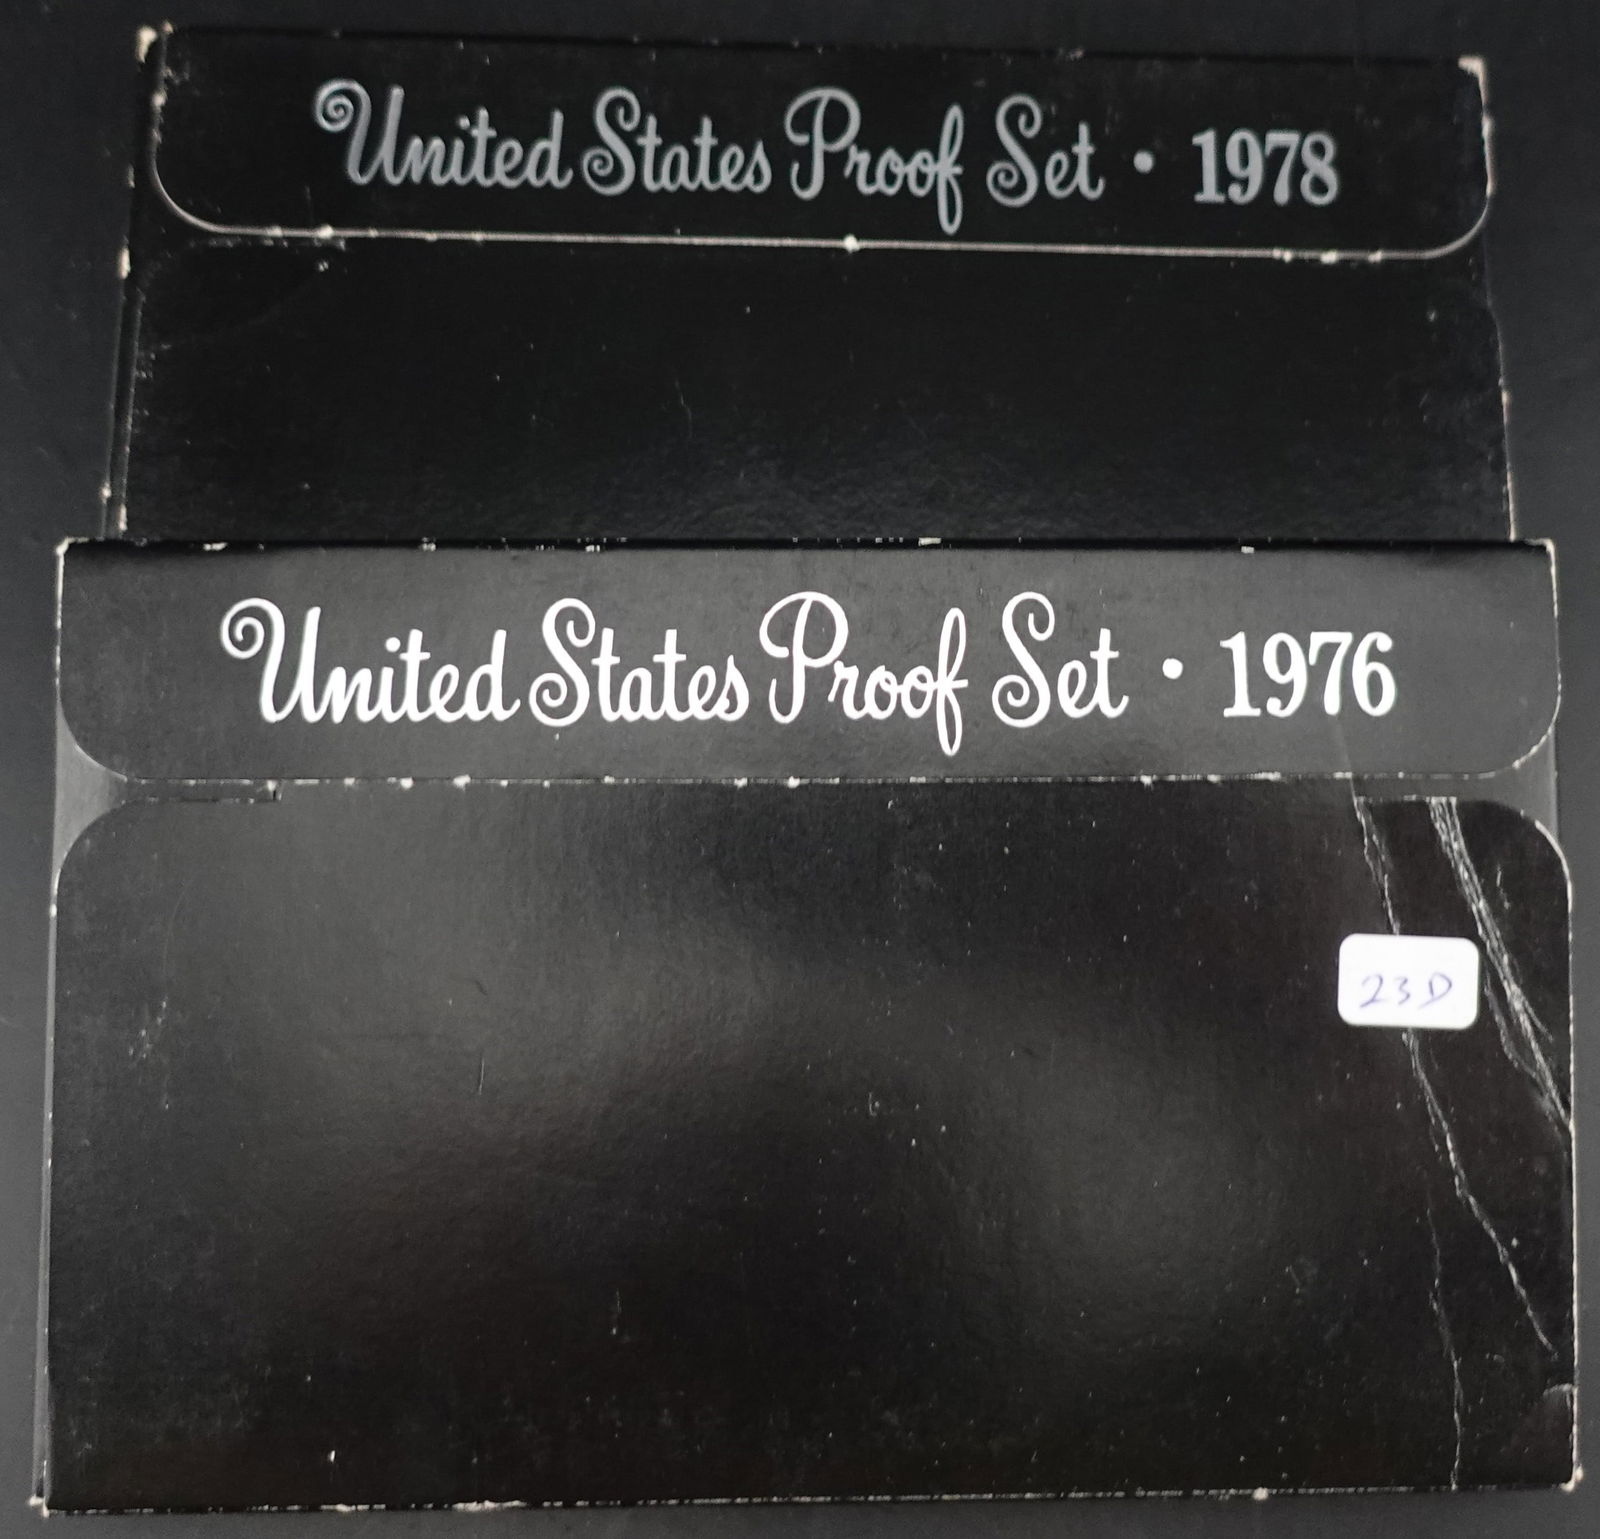 United States Proof Set • 1978
United States Proof Set • 1976
23D